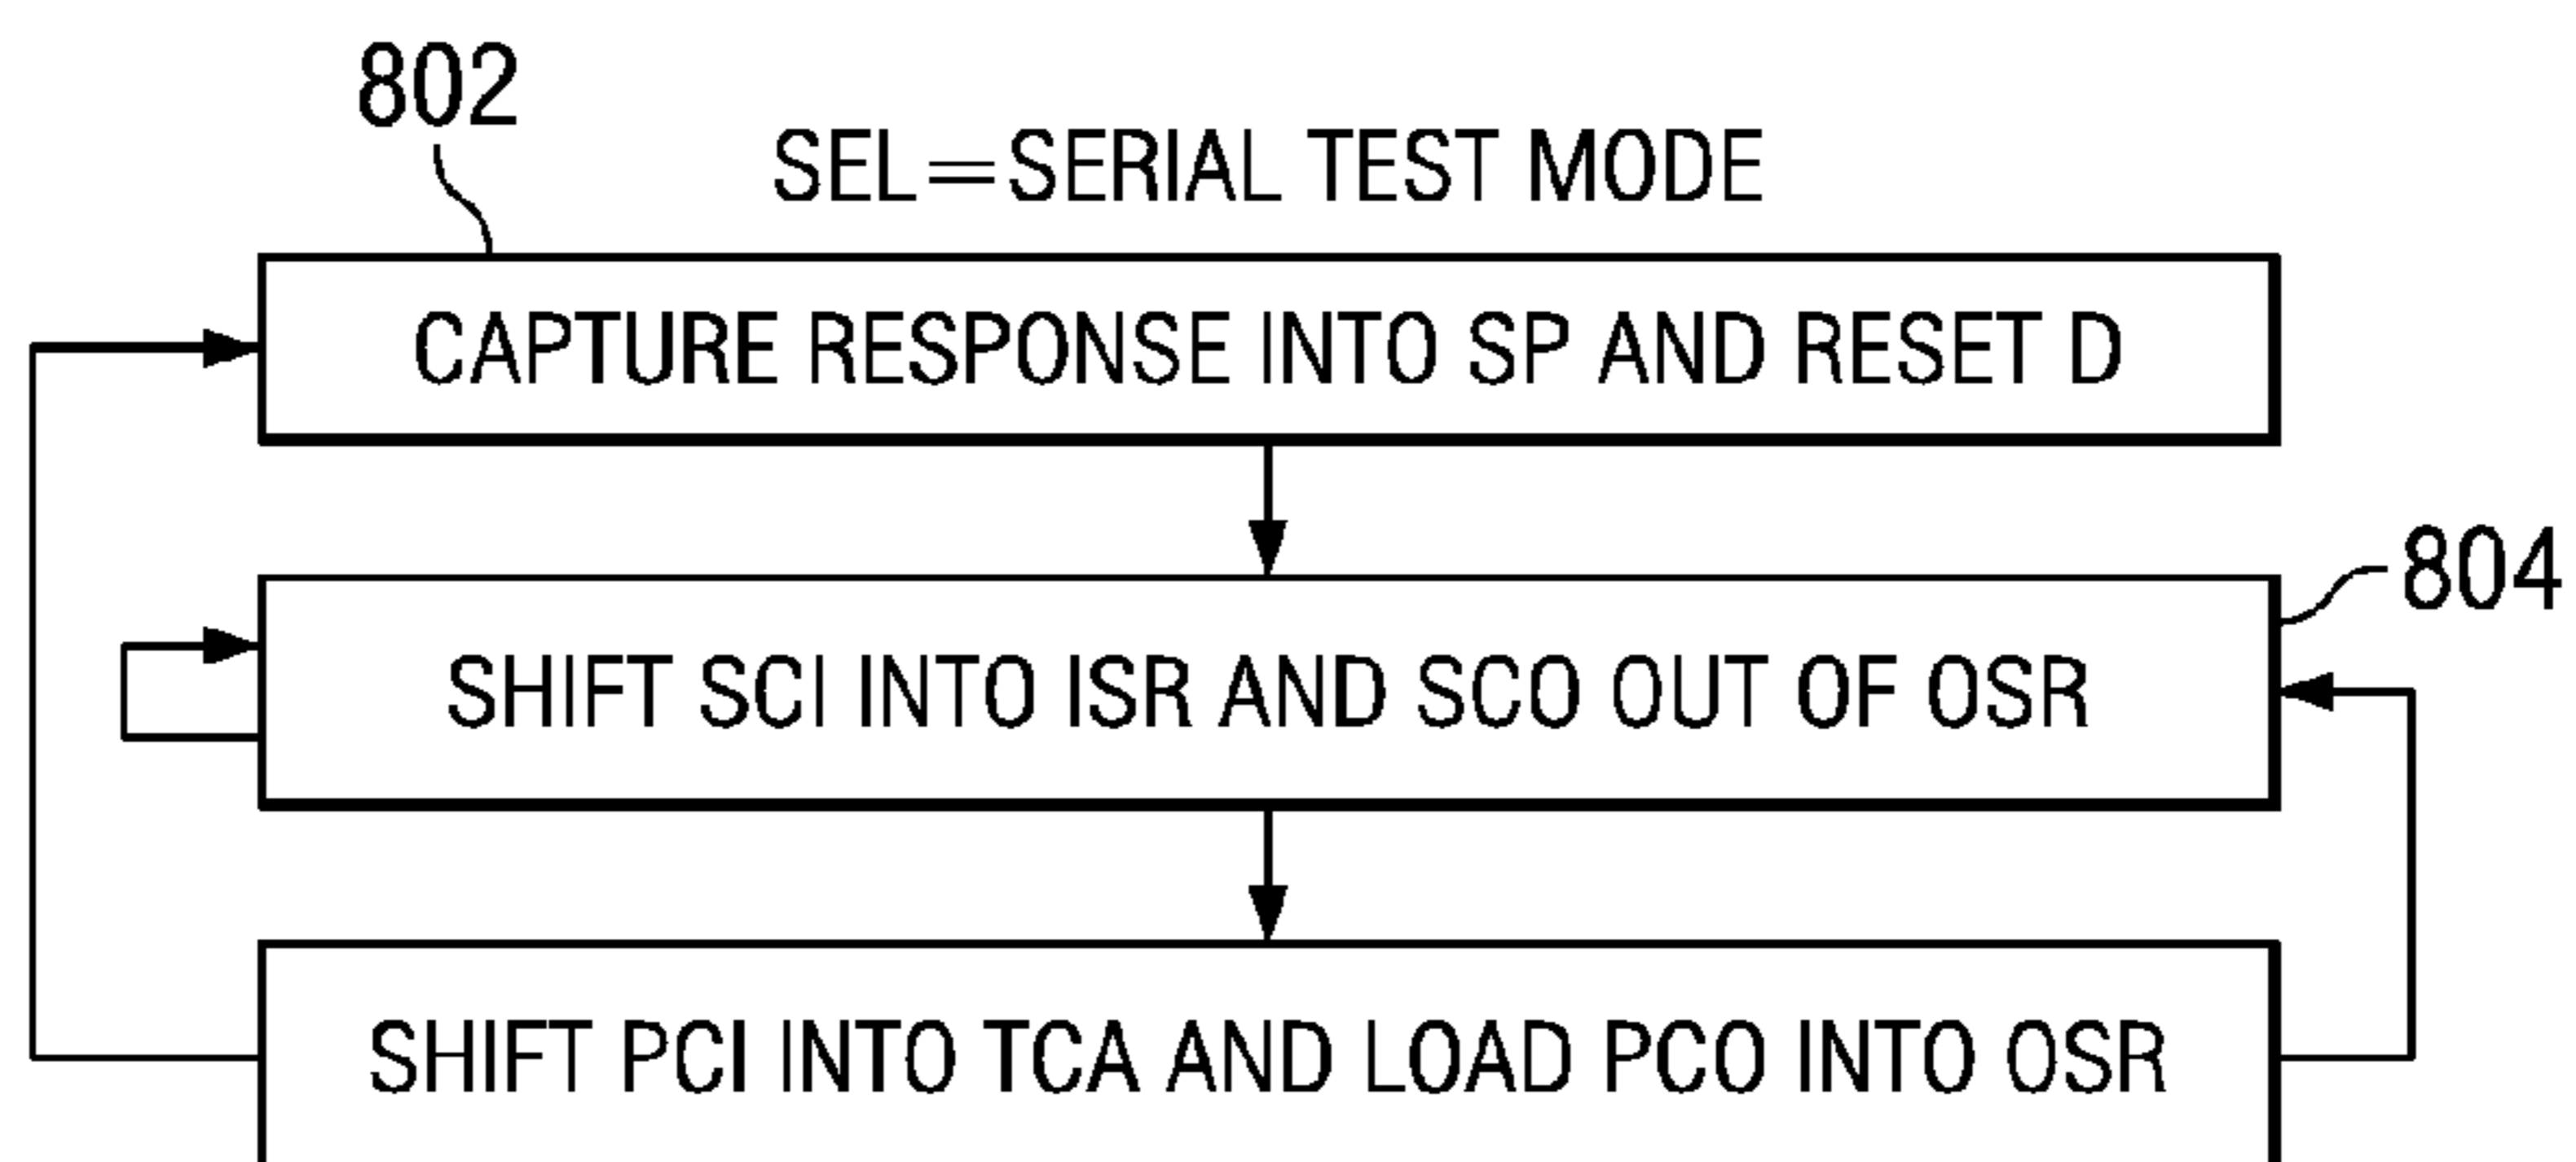 802
SEL=SERIAL TEST MODE
CAPTURE RESPONSE INTO SP AND RESET D
804
SHIFT SCI INTO ISR AND SCO OUT OF OSR
SHIFT PCI INTO TCA AND LOAD PCO INTO OSR